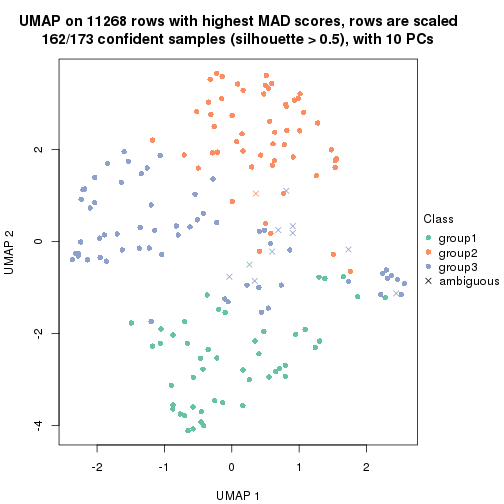 UMAP on 11268 rows with highest MAD scores, rows are scaled
162/173 confident samples (silhouette > 0.5), with 10 PCs
UMAP 2
2
0
-2
-4
-2
-1
0
1
2
UMAP 1
Class
group1
group2
group3
ambiguous